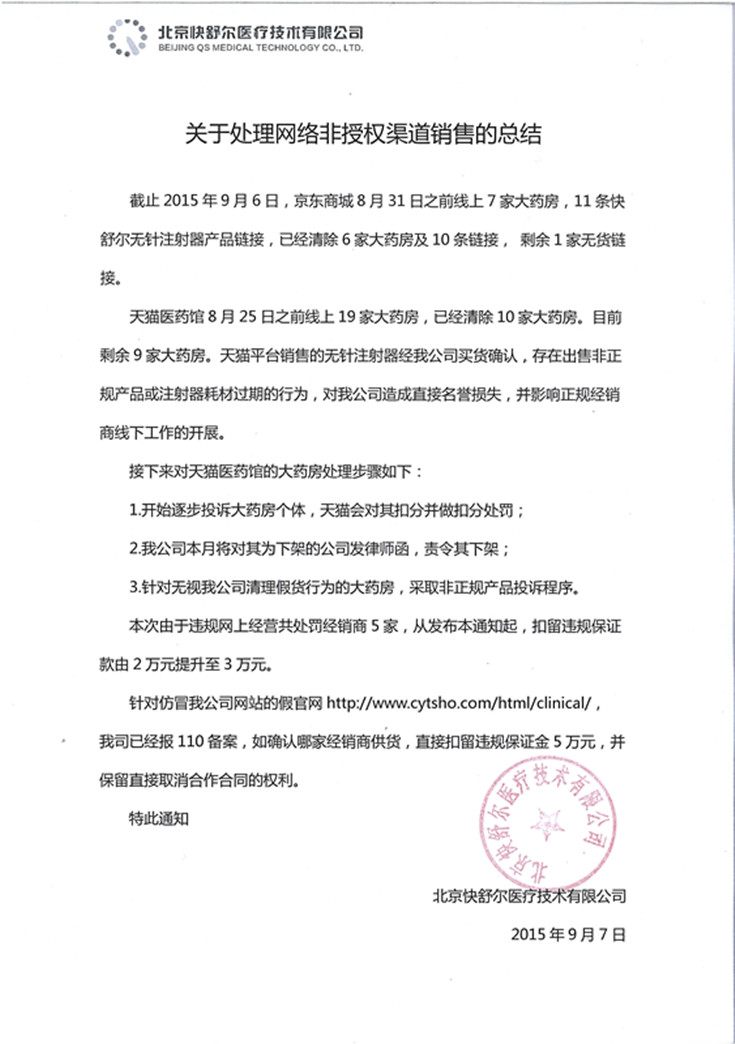 北京快舒尔医疗技术有限公司
BEIJING QS MEDICAL TECHNOLOGY CO., LTD.
关于处理网络非授权渠道销售的总结
截止 2015 年 9 月 6 日，京东商城 8 月 31 日之前线上 7 家大药房，11 条快
舒尔无针注射器产品链接，已经清除 6 家大药房及 10 条链接， 剩余 1 家无货链
接。
天猫医药馆 8 月 25 日之前线上 19 家大药房，已经清除 10 家大药房。目前
剩余 9 家大药房。天猫平台销售的无针注射器经我公司买货确认，存在出售非正
规产品或注射器耗材过期的行为，对我公司造成直接名誉损失，并影响正规经销
商线下工作的开展。
接下来对天猫医药馆的大药房处理步骤如下：
1.开始逐步投诉大药房个体，天猫会对其扣分并做扣分处罚；
2.我公司本月将对其为下架的公司发律师函，责令其下架；
3.针对无视我公司清理假货行为的大药房，采取非正规产品投诉程序。
本次由于违规网上经营共处罚经销商 5 家，从发布本通知起，扣留违规保证
款由 2 万元提升至 3 万元。
针对仿冒我公司网站的假官网 http://www.cytsho.com/html/clinical/，
我司已经报 110 备案，如确认哪家经销商供货，直接扣留违规保证金 5 万元，并
保留直接取消合作合同的权利。
特此通知
北京快舒尔医疗技术有限公司
北京快舒尔医疗技术有限公司
2015 年 9 月 7 日